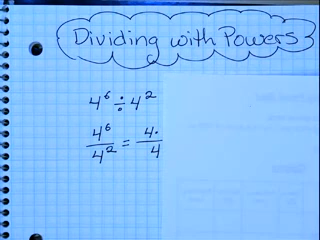 Dividing with Powers
4⁶ ÷ 4²
4⁶/4² = 4·/4